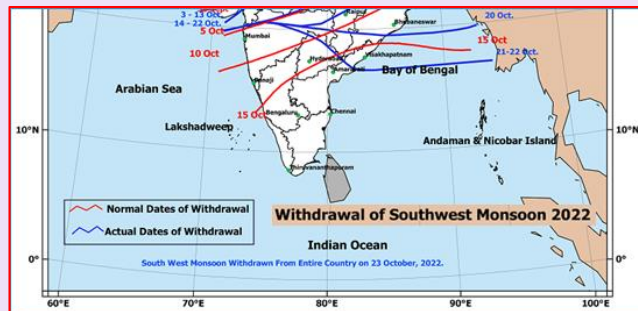 3 - 13 Oct.
14 - 22 Oct.
5 Oct
Mumbai
Raipur
Bhubaneswar
20 Oct.
15 Oct
10 Oct
Hyderabad
Visakhapatnam
21-22 Oct.
Amaravati
Bay of Bengal
Arabian Sea
Panaji
15 Oct
Bengaluru
Chennai
10°N
10°N
Lakshadweep
Andaman & Nicobar Island
Thiruvananthapuram
Normal Dates of Withdrawal
Actual Dates of Withdrawal
Withdrawal of Southwest Monsoon 2022
Indian Ocean
0°
0°
South West Monsoon Withdrawn From Entire Country on 23 October, 2022.
60°E
70°E
80°E
90°E
100°E